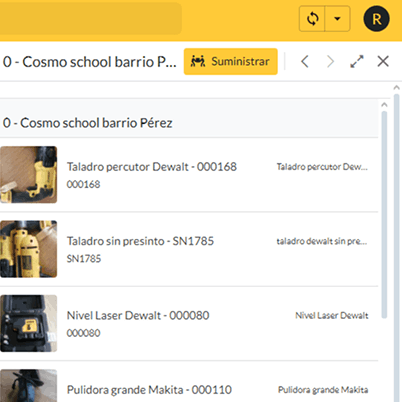 R
0 - Cosmo school barrio P... Suministrar
0 - Cosmo school barrio Pérez
Taladro percutor Dewalt - 000168 Taladro percutor Dew...
000168
Taladro sin presinto - SN1785 taladro dewalt sin pre...
SN1785
Nivel Laser Dewalt - 000080 Nivel Laser Dewalt
000080
Pulidora grande Makita - 000110 Pulidora grande Makita